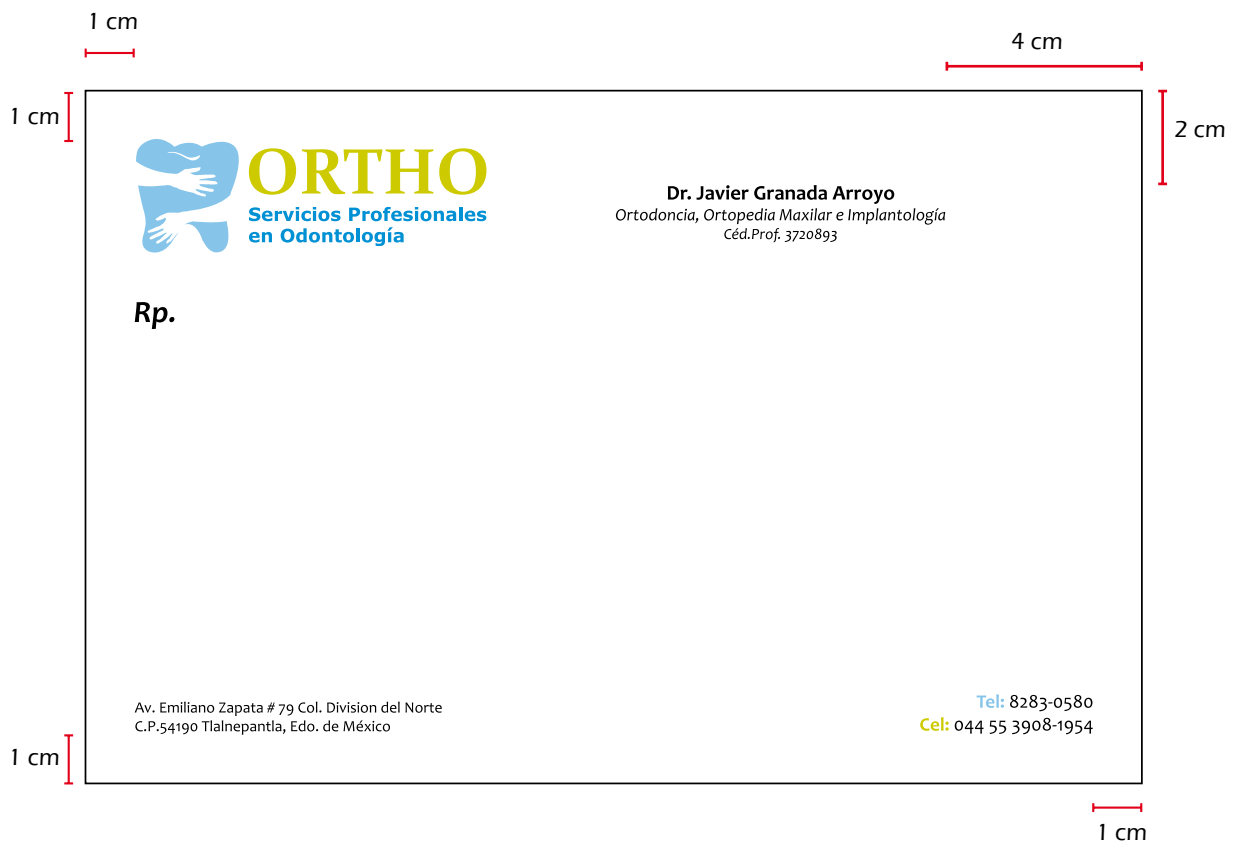 1 cm
4 cm
1 cm
2 cm
ORTHO
Servicios Profesionales
en Odontología
Dr. Javier Granada Arroyo
Ortodoncia, Ortopedia Maxilar e Implantología
Céd.Prof. 3720893
Rp.
Av. Emiliano Zapata # 79 Col. Division del Norte
C.P.54190 Tlalnepantla, Edo. de México
Tel: 8283-0580
Cel: 044 55 3908-1954
1 cm
1 cm